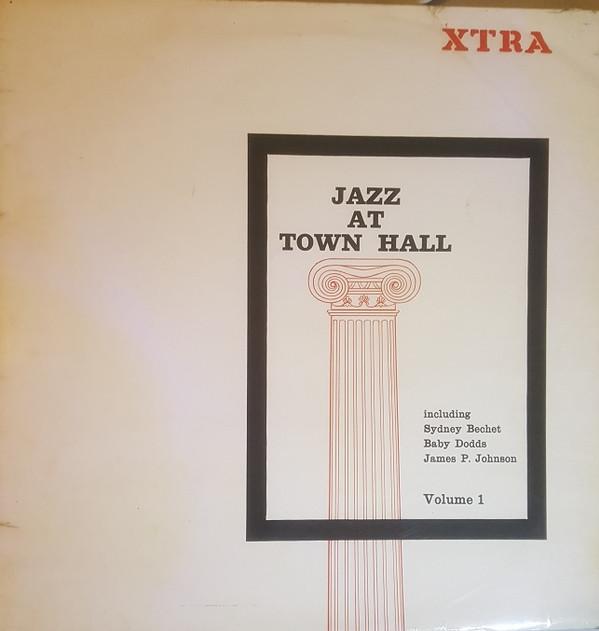 XTRA
JAZZ
AT
TOWN HALL
including
Sydney Bechet
Baby Dodds
James P. Johnson
Volume 1